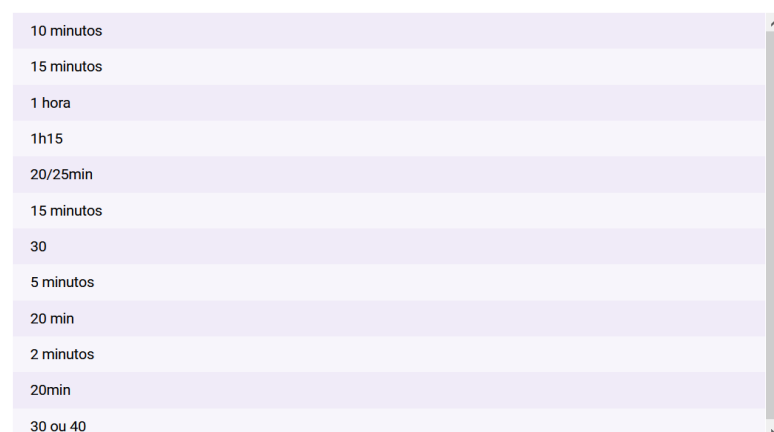 10 minutos
15 minutos
1 hora
1h15
20/25min
15 minutos
30
5 minutos
20 min
2 minutos
20min
30 ou 40